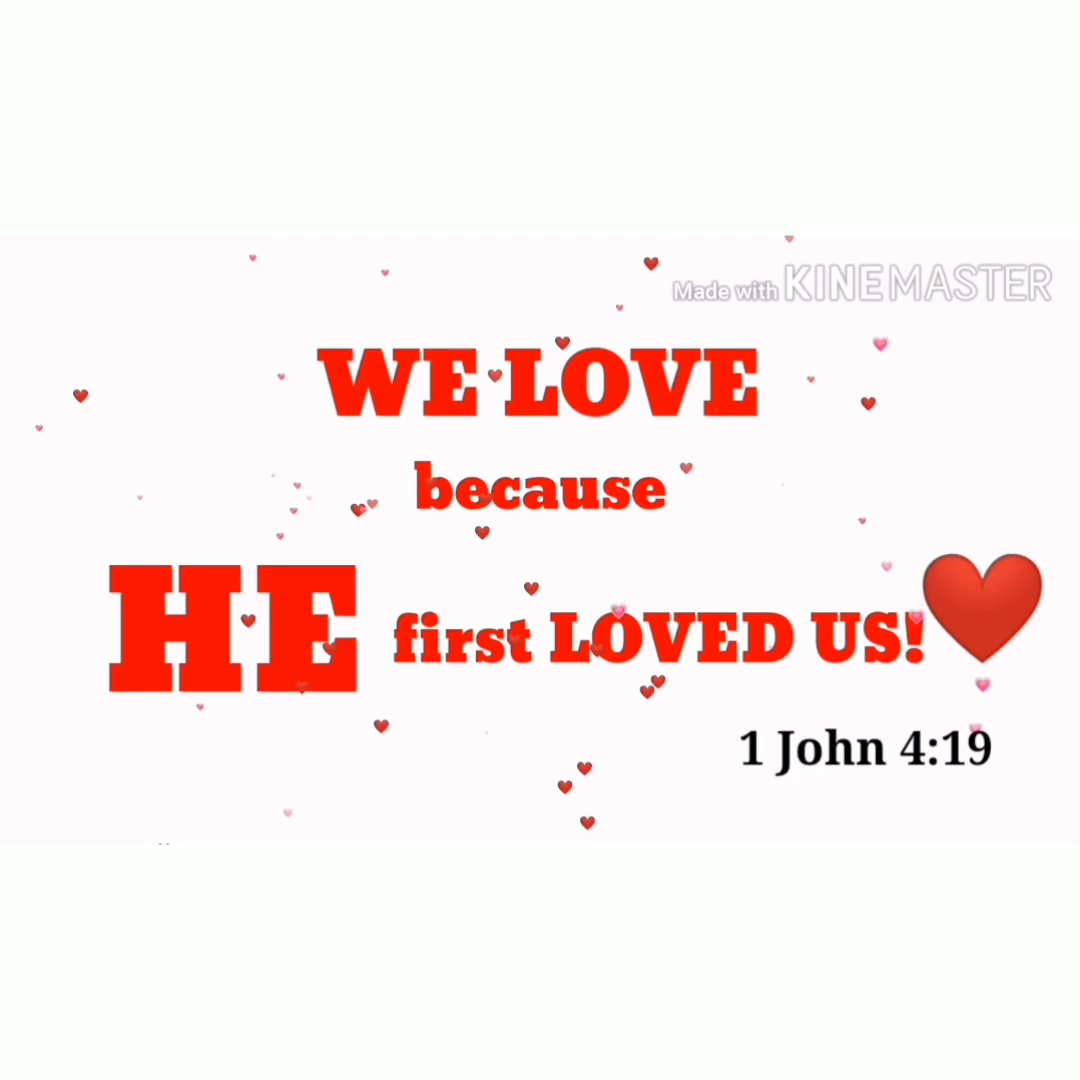 Made with KINEMASTER
WE LOVE
because
HE first LOVED US!
1 John 4:19